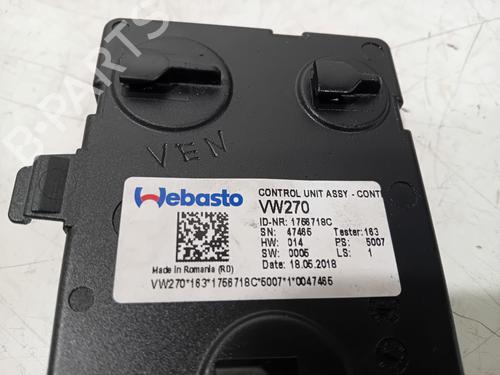 VEN
Webasto
CONTROL UNIT ASSY - CONT
VW270
ID-NR: 1756718C
SN: 47465 Tester: 163
HW: 014 PS: 5007
SW: 0005 LS: 1
Date: 18.05.2018
Made in Romania (RO)
VW270*163*1756718C*5007*1*0047465
B-PARTS